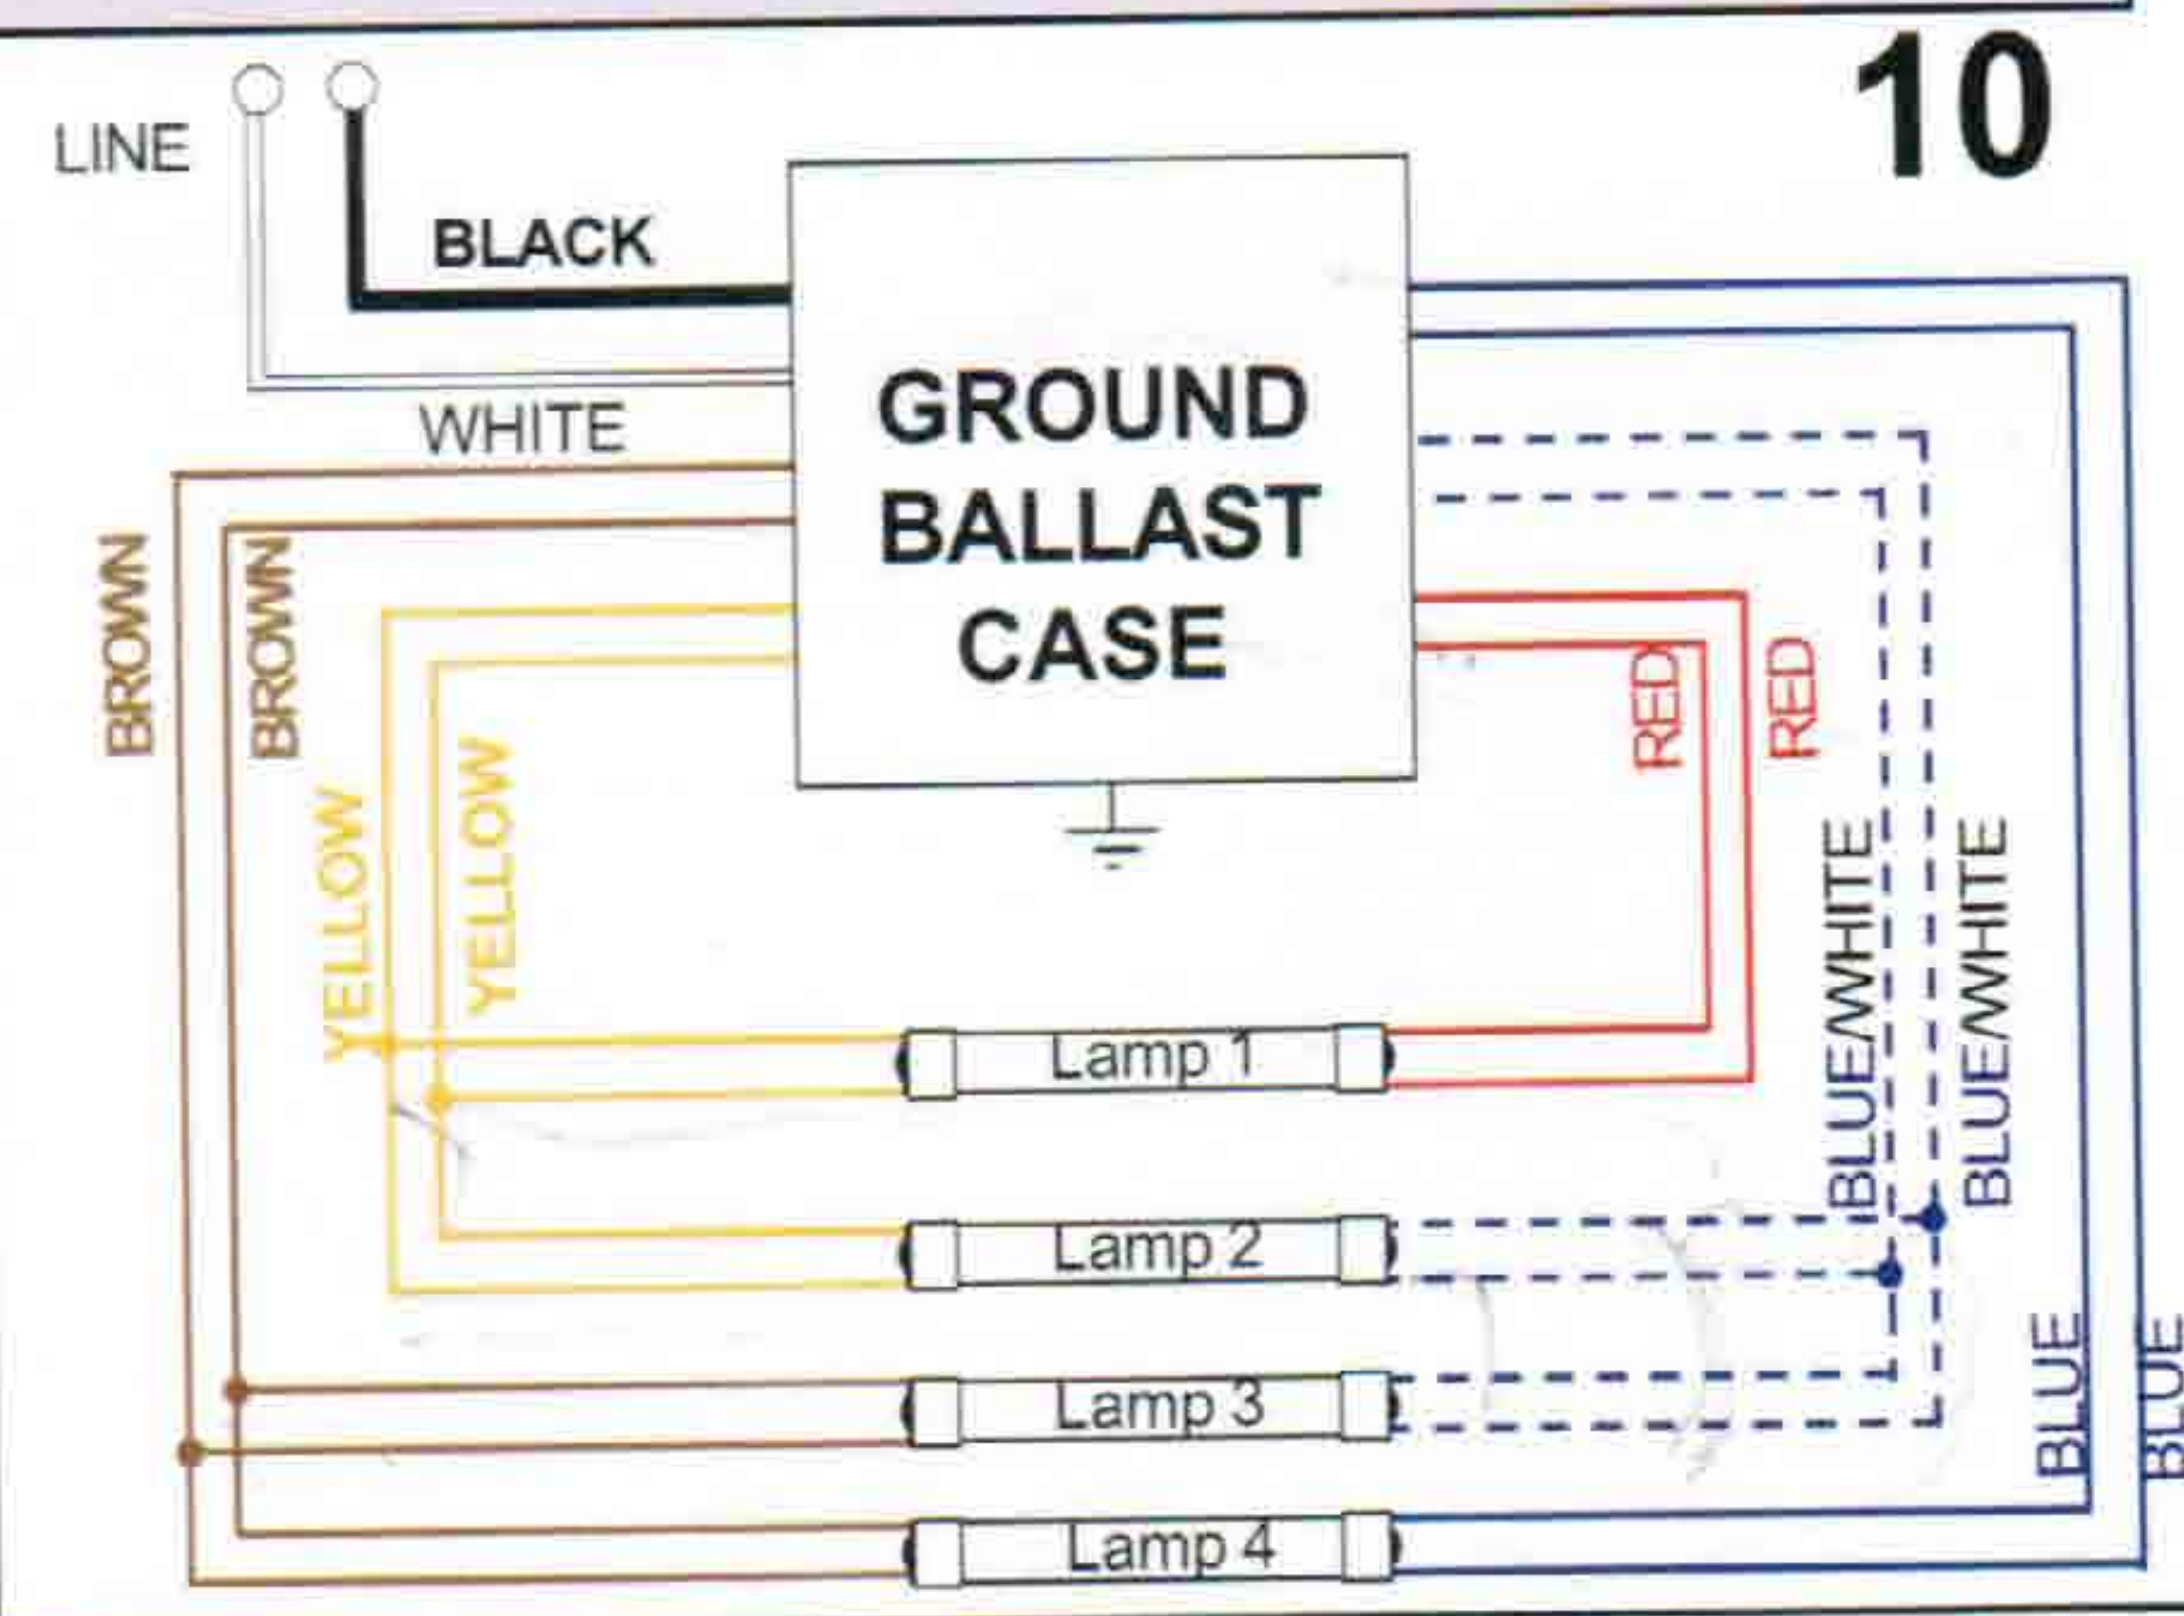 10
LINE
BLACK
WHITE
GROUND
BALLAST
CASE
BROWN
BROWN
YELLOW
YELLOW
RED
RED
BLUE/WHITE
BLUE/WHITE
BLUE
BLUE
Lamp 1
Lamp 2
Lamp 3
Lamp 4